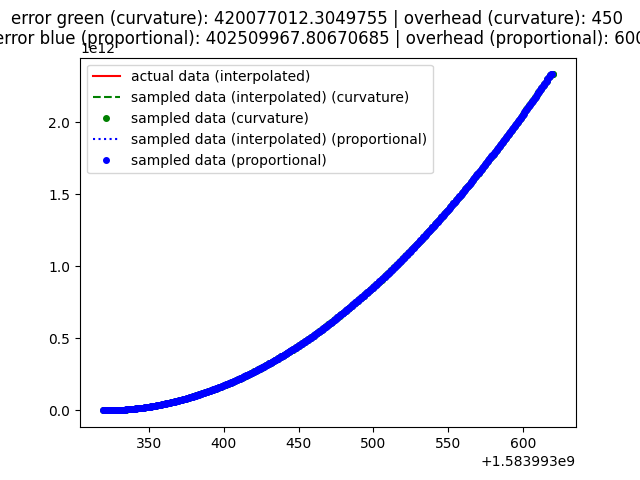 error green (curvature): 420077012.3049755 | overhead (curvature): 450
error blue (proportional): 402509967.80670685 | overhead (proportional): 600
1e12
actual data (interpolated)
sampled data (interpolated) (curvature)
sampled data (curvature)
sampled data (interpolated) (proportional)
sampled data (proportional)
2.0
1.5
1.0
0.5
0.0
350 400 450 500 550 600
+1.583993e9